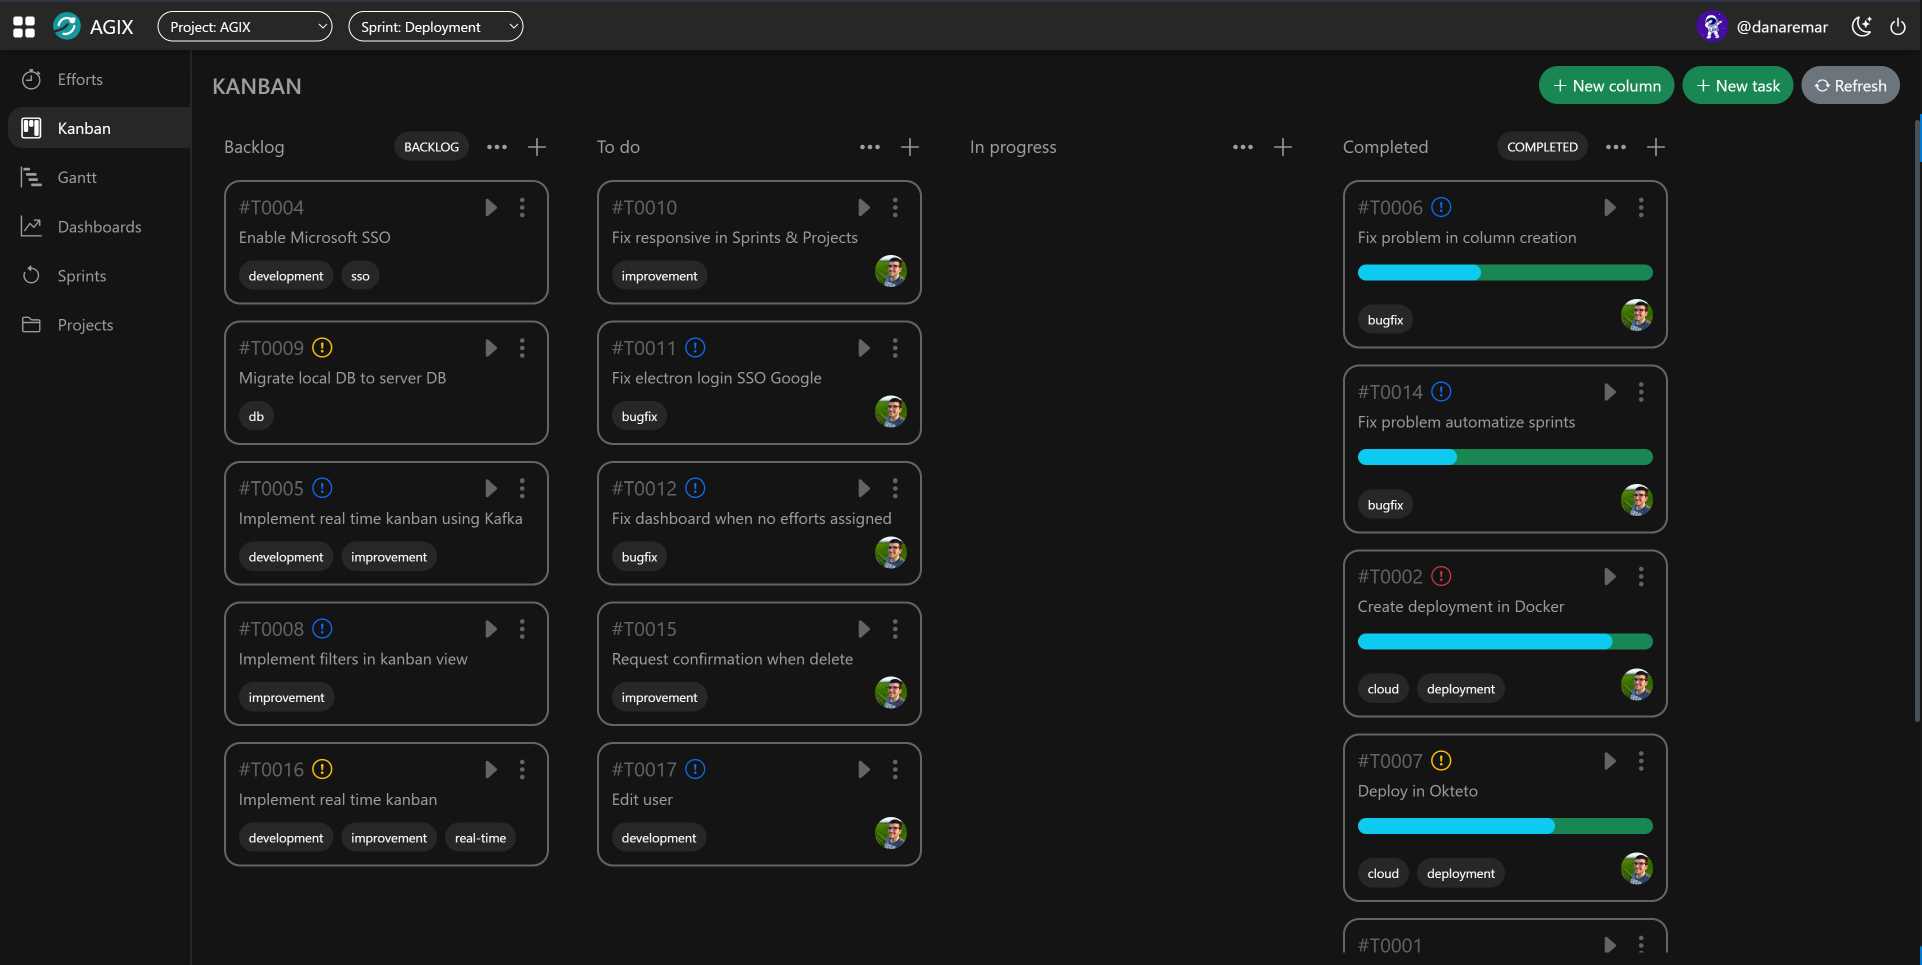 AGIX
Project: AGIX
Sprint: Deployment
@danaremar
Efforts
Kanban
Gantt
Dashboards
Sprints
Projects
KANBAN
New column
New task
Refresh
Backlog
BACKLOG
#T0004
Enable Microsoft SSO
development sso
#T0009
Migrate local DB to server DB
db
#T0005
Implement real time kanban using Kafka
development improvement
#T0008
Implement filters in kanban view
improvement
#T0016
Implement real time kanban
development improvement real-time
To do
#T0010
Fix responsive in Sprints & Projects
improvement
#T0011
Fix electron login SSO Google
bugfix
#T0012
Fix dashboard when no efforts assigned
bugfix
#T0015
Request confirmation when delete
improvement
#T0017
Edit user
development
In progress
Completed
COMPLETED
#T0006
Fix problem in column creation
bugfix
#T0014
Fix problem automatize sprints
bugfix
#T0002
Create deployment in Docker
cloud deployment
#T0007
Deploy in Okteto
cloud deployment
#T0001